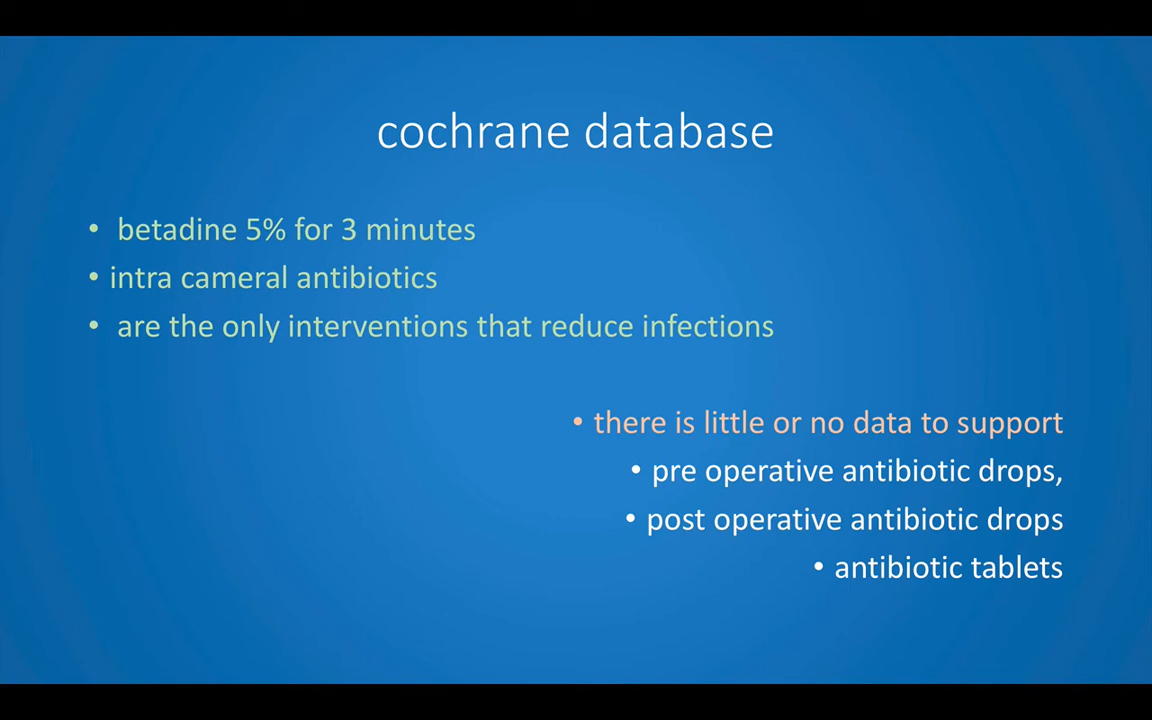 cochrane database
• betadine 5% for 3 minutes
• intra cameral antibiotics
• are the only interventions that reduce infections
• there is little or no data to support
• pre operative antibiotic drops,
• post operative antibiotic drops
• antibiotic tablets